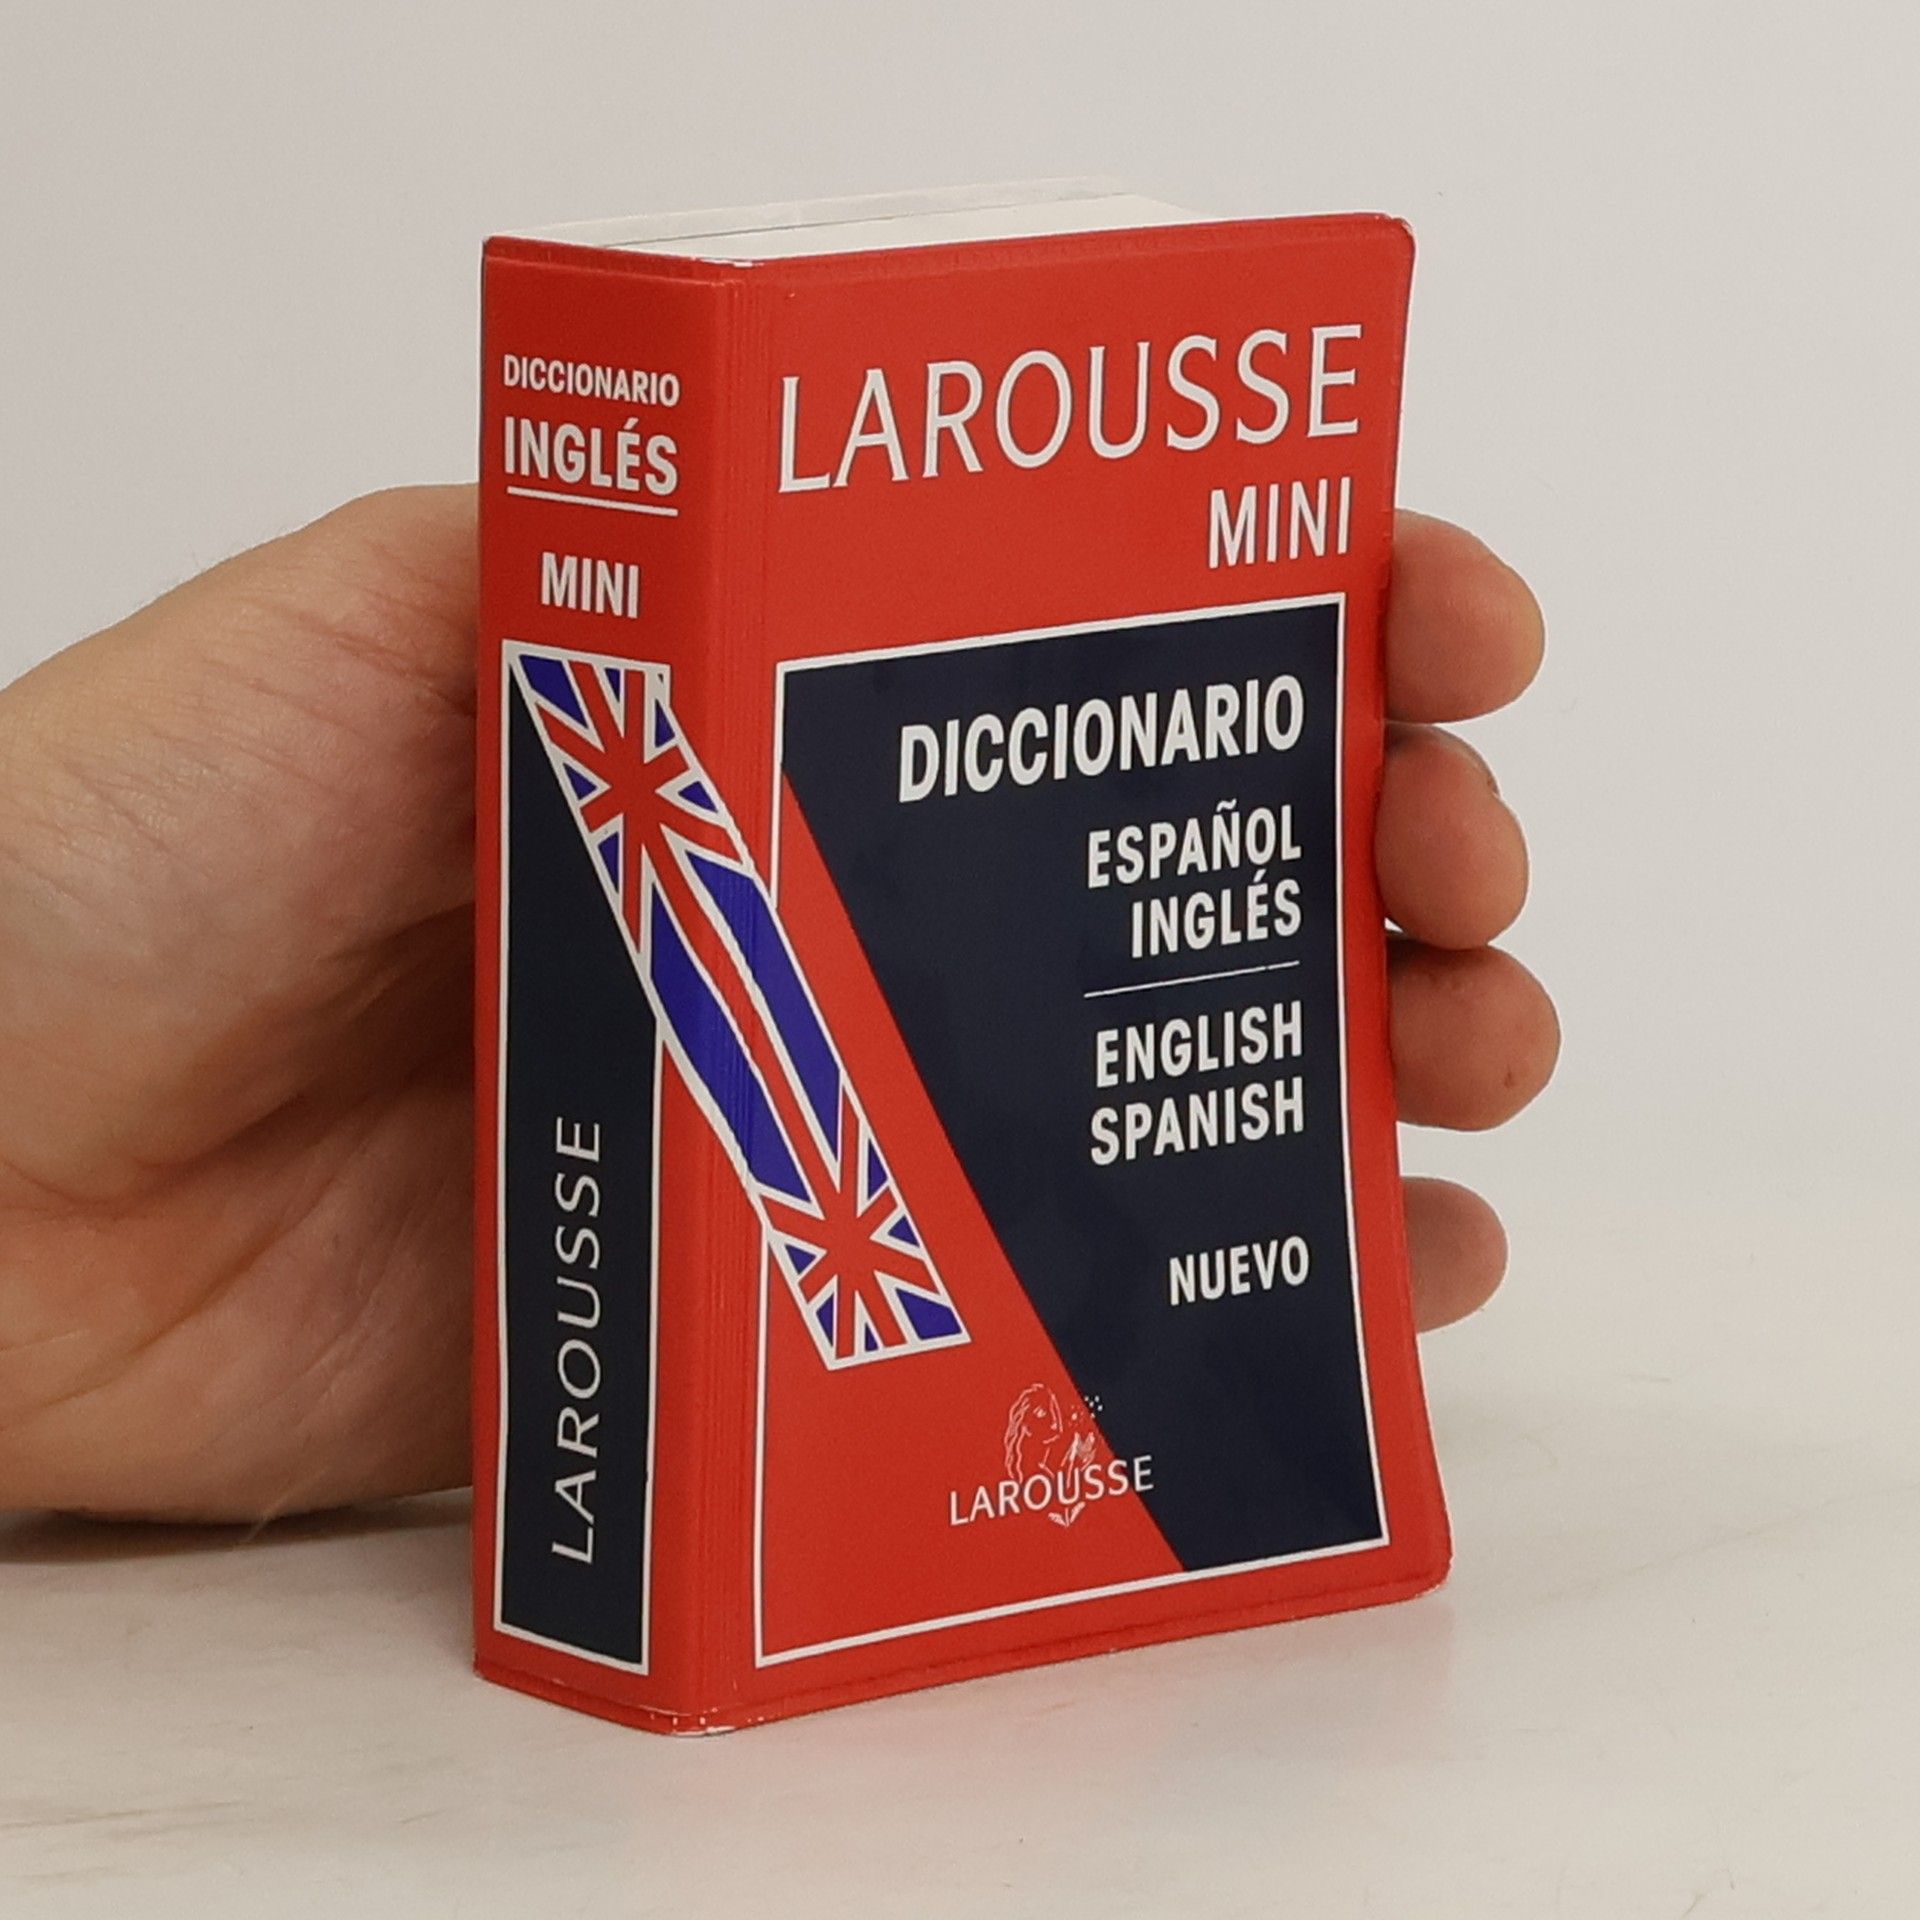 DICCIONARIO
INGLÉS
MINI
LAROUSSE
LAROUSSE
MINI
DICCIONARIO
ESPAÑOL
INGLÉS
ENGLISH
SPANISH
NUEVO
LAROUSSE